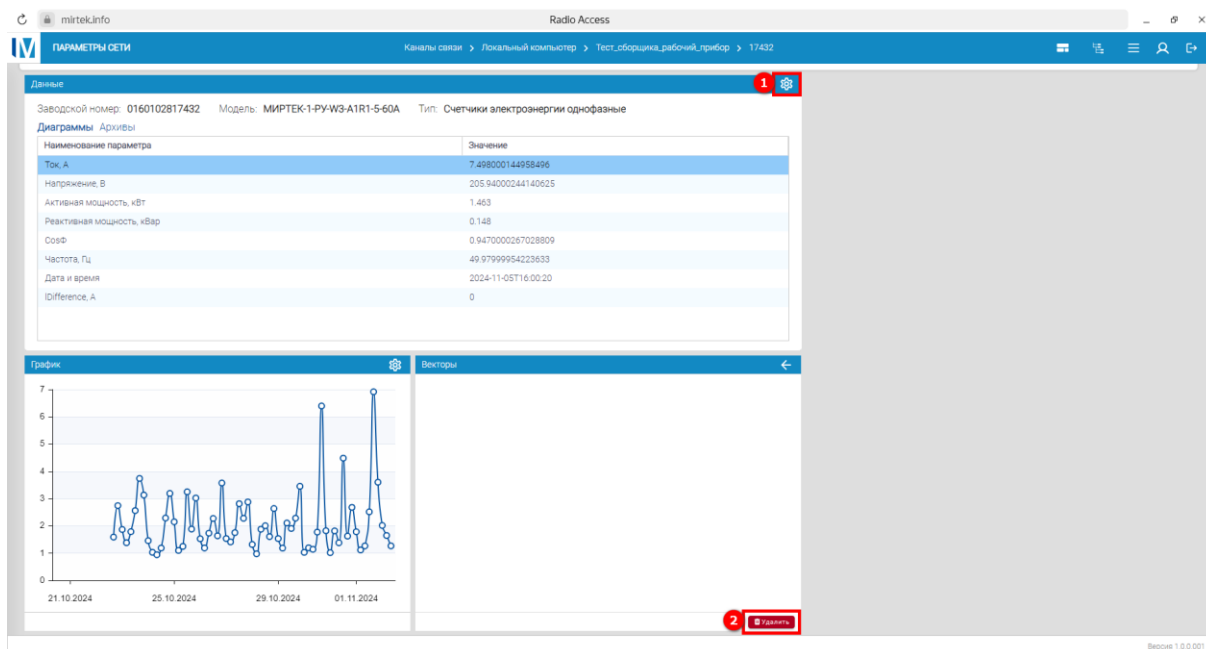 mirtek.info
Radio Access
ПАРАМЕТРЫ СЕТИ
Каналы связи > Локальный компьютер > Тест_сборщика_рабочий_прибор > 17432
Данные
1
Заводской номер: 0160102817432 Модель: МИРТЕК-1-РУ-W3-A1R1-5-60A Тип: Счетчики электроэнергии однофазные
Диаграммы Архивы
Наименование параметра Значение
Ток, А 7.498000144958496
Напряжение, В 205.94000244140625
Активная мощность, кВт 1.463
Реактивная мощность, кВар 0.148
CosФ 0.9470000267028809
Частота, Гц 49.97999954223633
Дата и время 2024-11-05T16:00:20
IDifference, А 0
График
Векторы
7
6
5
4
3
2
1
0
21.10.2024 25.10.2024 29.10.2024 01.11.2024
2 Удалить
Версия 1.0.0.001